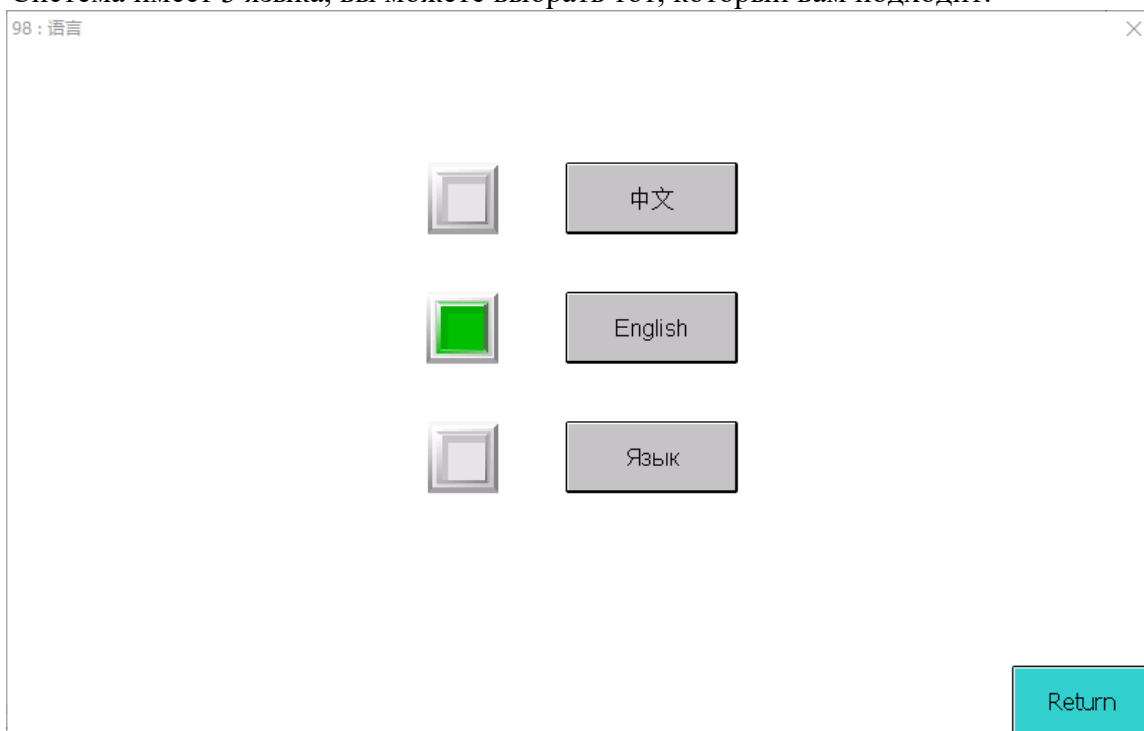 Система имеет 3 языка, вы можете выбрать тот, который вам подходит.
98 : 语言
中文
English
Язык
Return